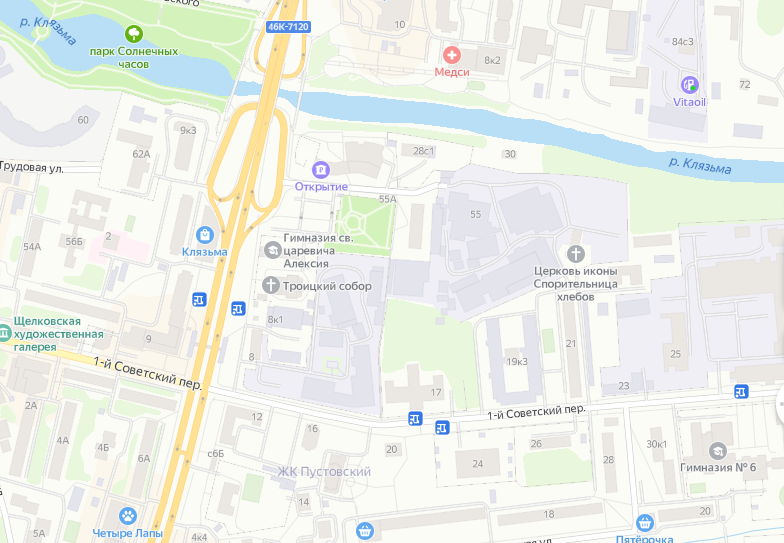 вского
46К-7120
р. Клязьма
парк Солнечных
часов
10
8к2
Медси
84с3
72
Vitaoil
60
9к3
62А
28с1
30
р. Клязьма
Трудовая ул.
Открытие
55А
55
2
56Б
54А
Клязьма
Гимназия св.
царевича
Алексия
Троицкий собор
Церковь иконы
Спорительница
хлебов
Щелковская
художественная
галерея
9
8к1
8
21
19к3
25
23
1-й Советский пер.
17
1-й Советский пер.
2А
4Б
6А
12
16
20
с6Б
ЖК Пустовский
24
26
28
30к1
Гимназия № 6
5А
Четыре Лапы
4к4
14
18
20
Пятёрочка
ая ул.